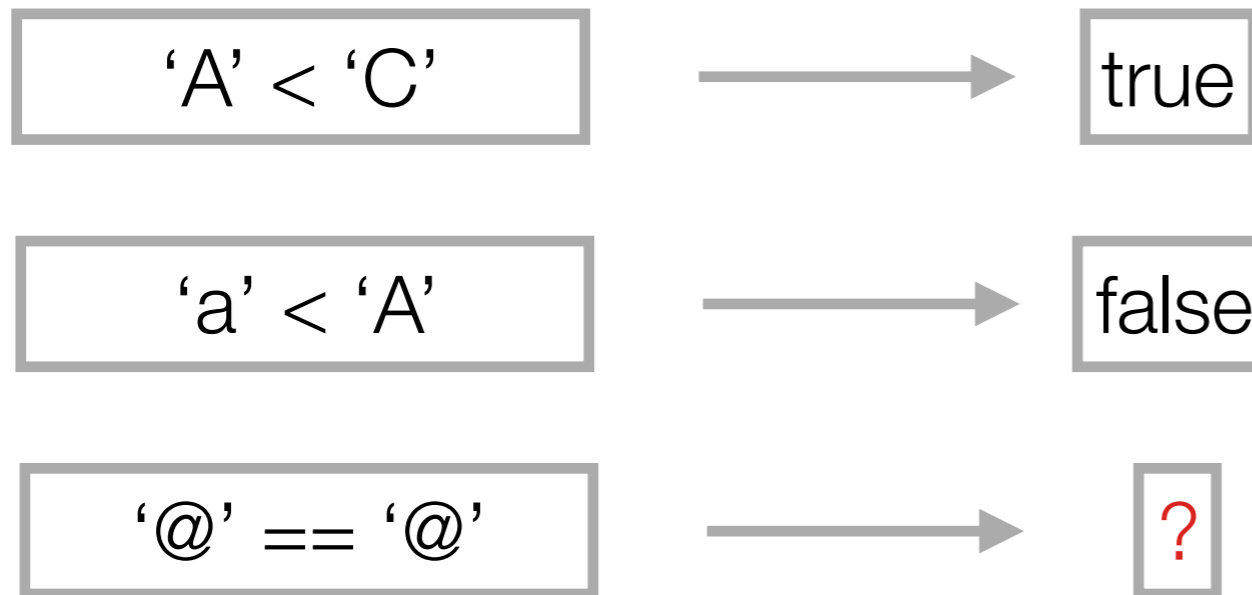 ‘A’ < ‘C’
true
‘a’ < ‘A’
false
‘@’ == ‘@’
?